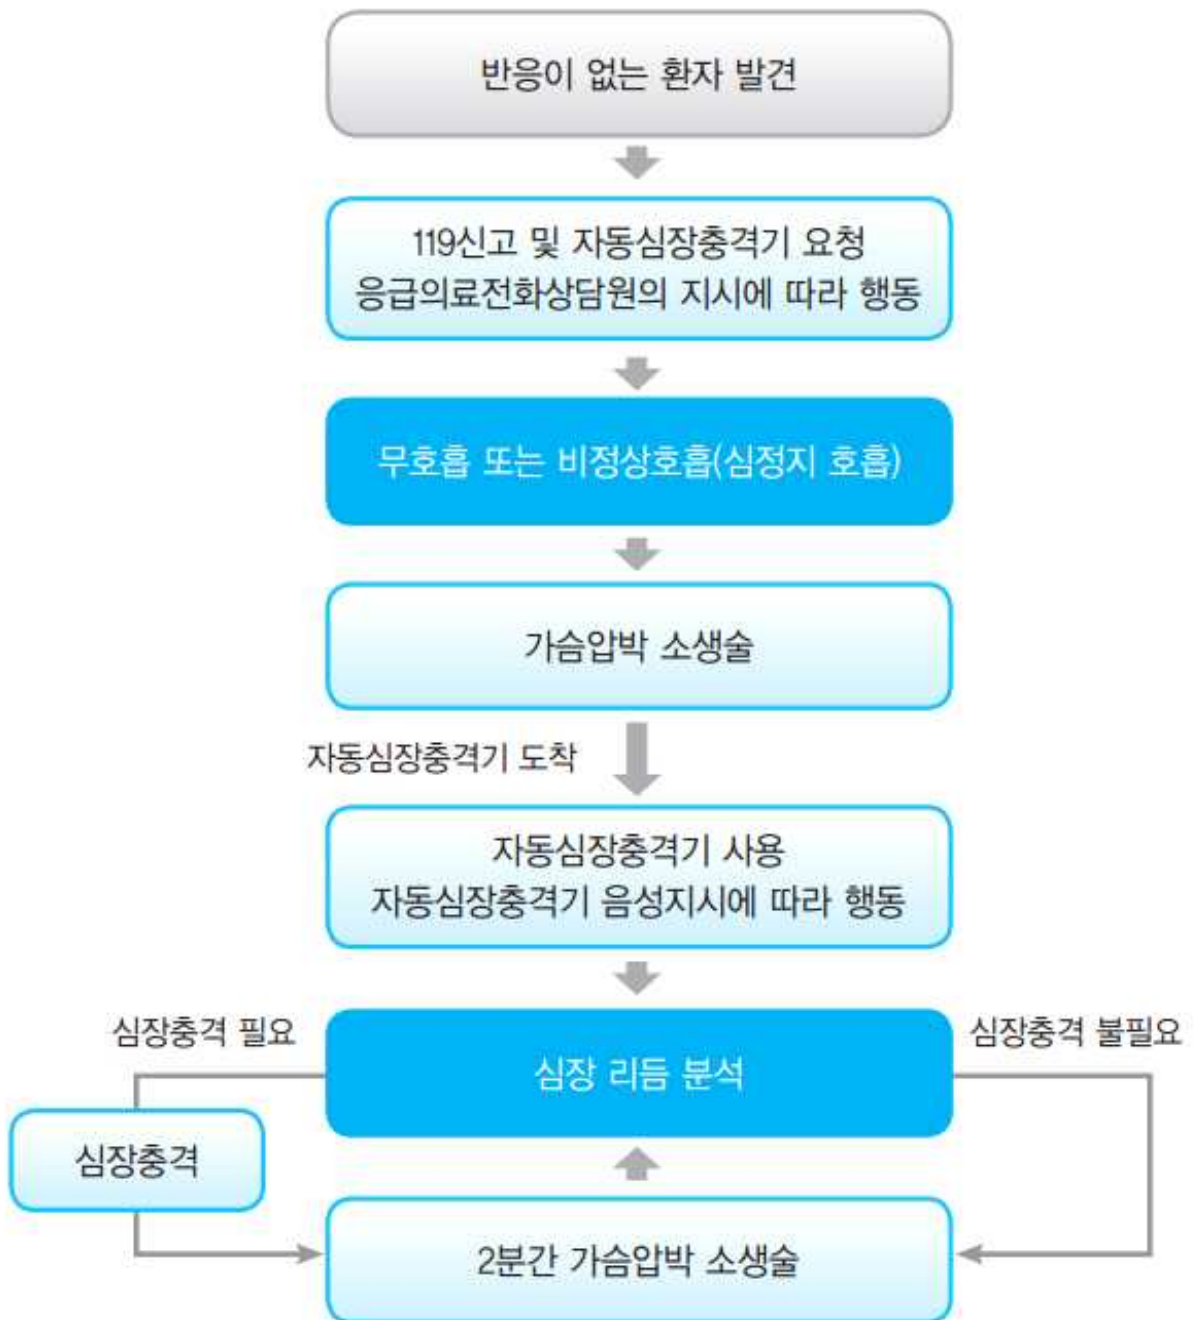 반응이 없는 환자 발견
119신고 및 자동심장충격기 요청
응급의료전화상담원의 지시에 따라 행동
무호흡 또는 비정상호흡(심정지 호흡)
가슴압박 소생술
자동심장충격기 도착
자동심장충격기 사용
자동심장충격기 음성지시에 따라 행동
심장충격 필요
심장충격 불필요
심장 리듬 분석
심장충격
2분간 가슴압박 소생술